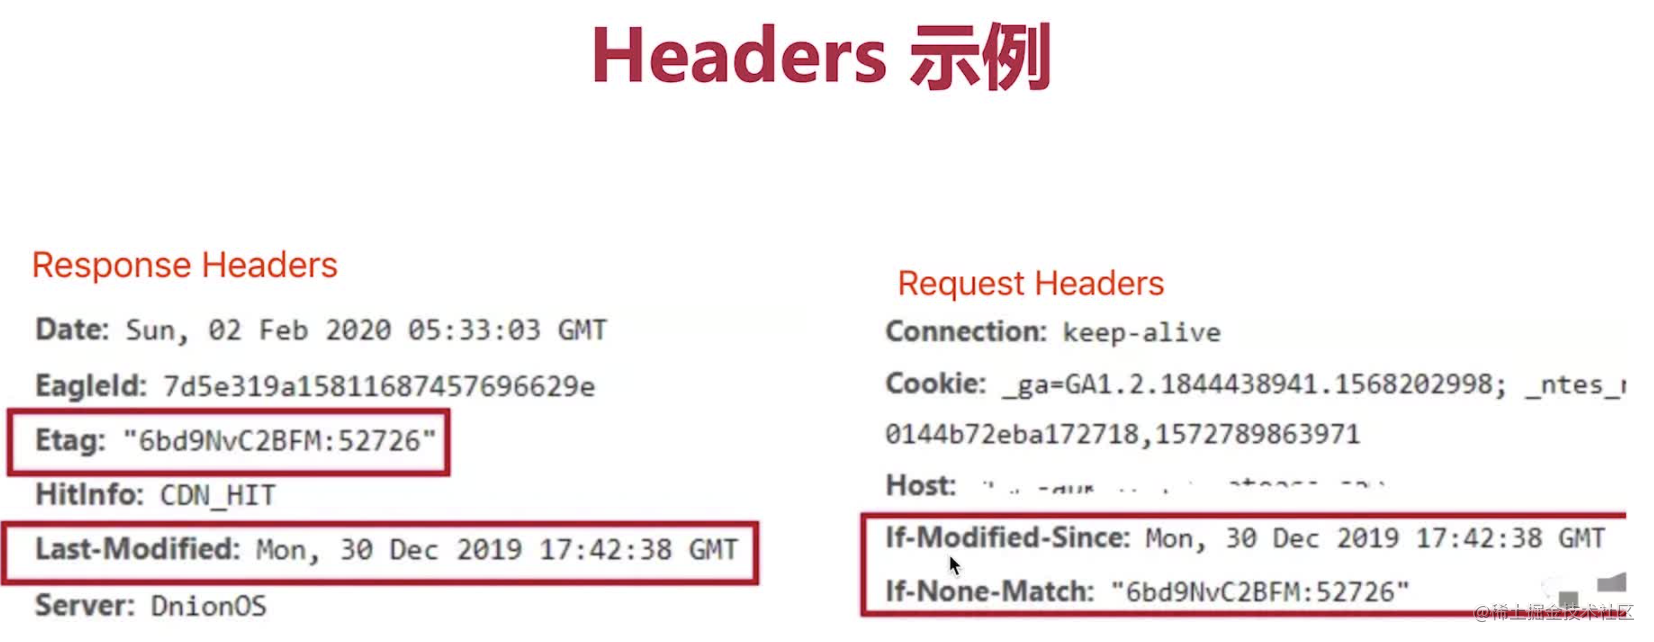 Headers 示例
Response Headers
Date: Sun, 02 Feb 2020 05:33:03 GMT
EagleId: 7d5e319a15811687457696629e
Etag: "6bd9NvC2BFM:52726"
HitInfo: CDN_HIT
Last-Modified: Mon, 30 Dec 2019 17:42:38 GMT
Server: DnionOS
Request Headers
Connection: keep-alive
Cookie: _ga=GA1.2.1844438941.1568202998; _ntes_
0144b72eba172718,1572789863971
Host:
If-Modified-Since: Mon, 30 Dec 2019 17:42:38 GMT
If-None-Match: "6bd9NvC2BFM:52726"
@稀土掘金技术社区